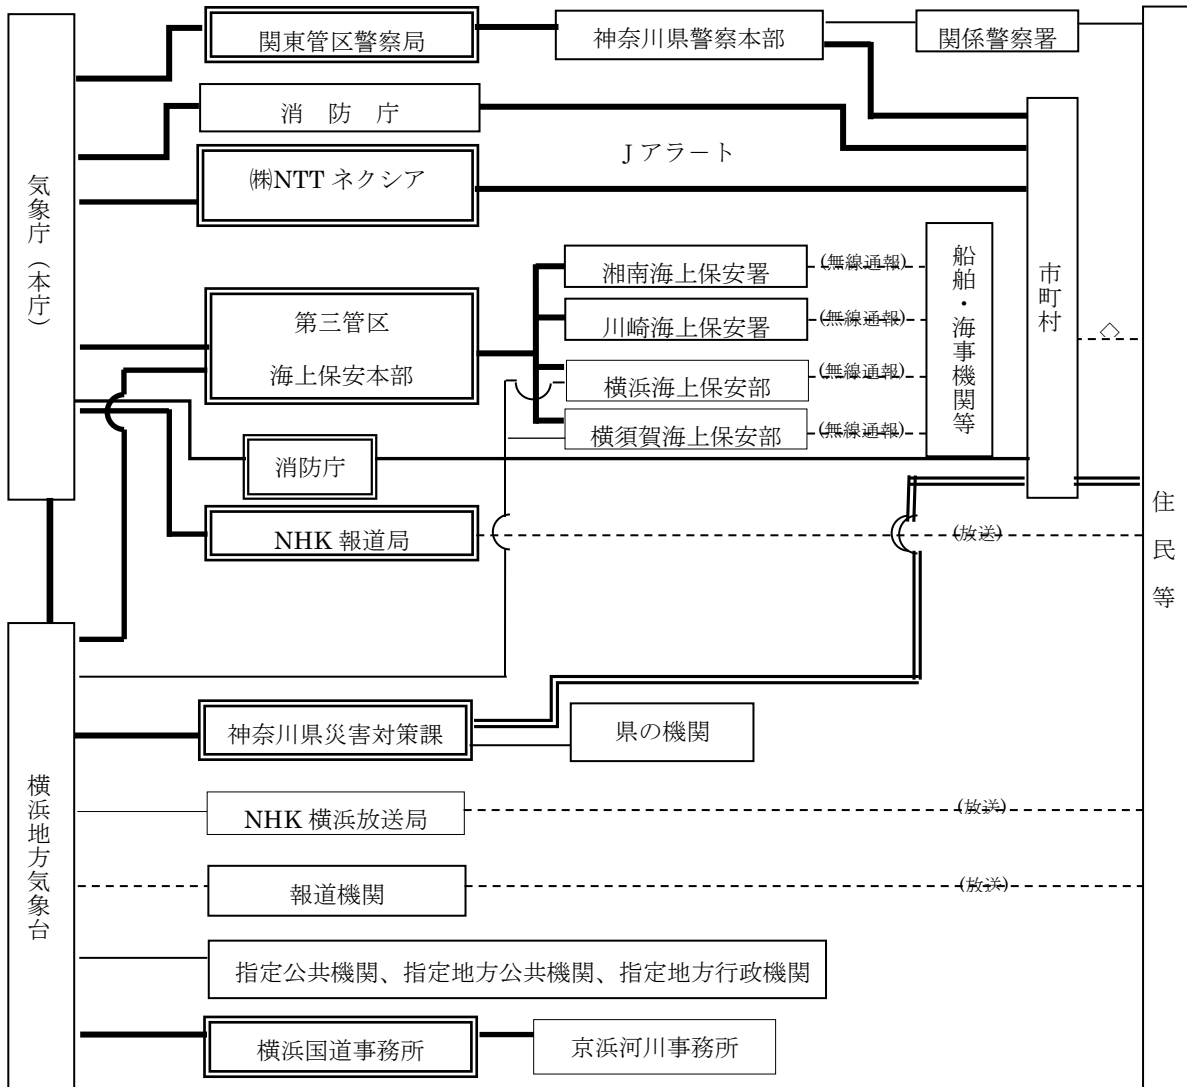 関東管区警察局
神奈川県警察本部
関係警察署
消 防 庁
Jアラート
㈱NTTネクシア
気象庁（本庁）
湘南海上保安署
(無線通報)
川崎海上保安署
(無線通報)
第三管区
海上保安本部
横浜海上保安部
(無線通報)
横須賀海上保安部
(無線通報)
船舶・海事機関等
市町村
◇
消防庁
NHK 報道局
(放送)
住民等
神奈川県災害対策課
県の機関
横浜地方気象台
NHK 横浜放送局
(放送)
報道機関
(放送)
指定公共機関、指定地方公共機関、指定地方行政機関
横浜国道事務所
京浜河川事務所